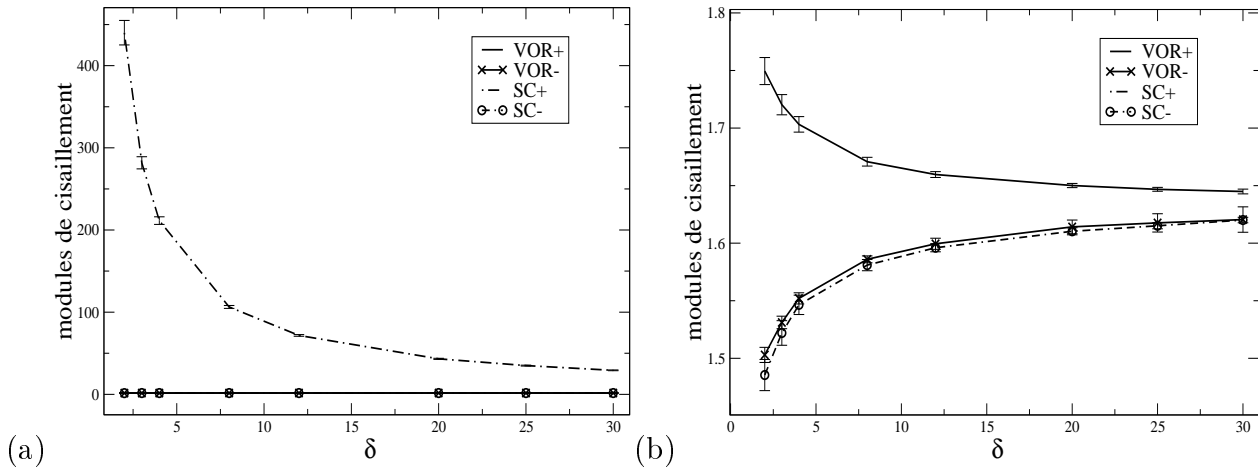 modules de cisaillement
400
300
200
100
0
5
10
15
20
25
30
δ
VOR+
VOR-
SC+
SC-
(a)
modules de cisaillement
1.8
1.7
1.6
1.5
0
5
10
15
20
25
30
δ
VOR+
VOR-
SC+
SC-
(b)